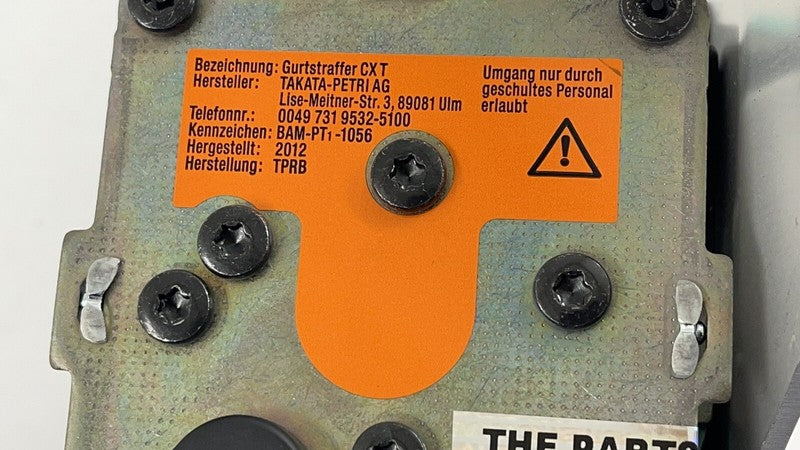 Bezeichnung: Gurtstraffer CX T
Hersteller: TAKATA-PETRI AG
Lise-Meitner-Str. 3, 89081 Ulm
Telefonnr.: 0049 731 9532-5100
Kennzeichen: BAM-PT1-1056
Hergestellt: 2012
Herstellung: TPRB
Umgang nur durch
geschultes Personal
erlaubt
THE PARTS